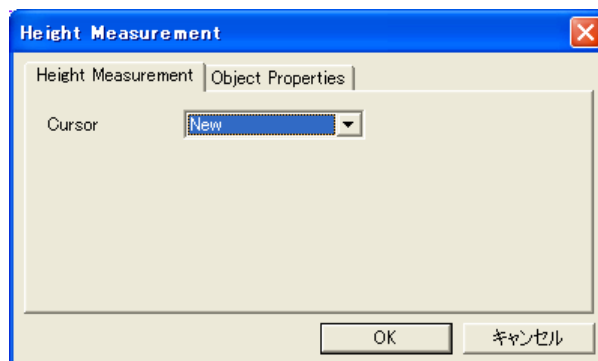 Height Measurement
Height Measurement Object Properties
Cursor New
OK キャンセル